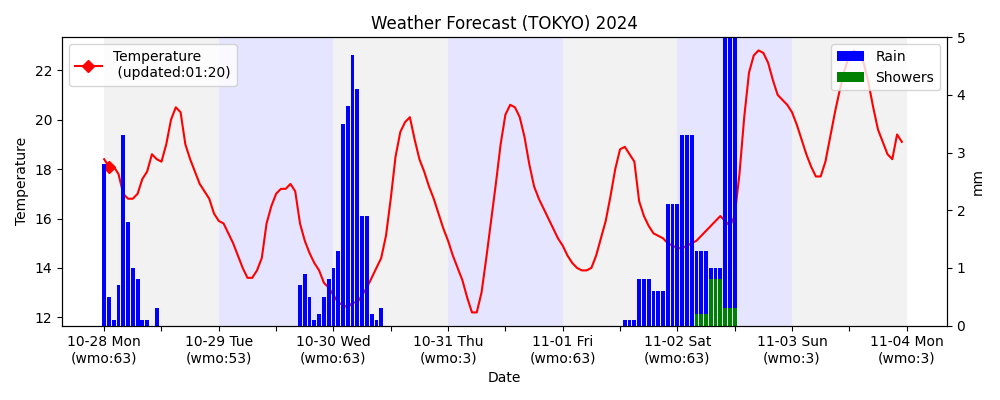 Weather Forecast (TOKYO) 2024
Temperature
(updated:01:20)
Rain
Showers
Temperature
22
20
18
16
14
12
5
4
3
2
1
0
mm
10-28 Mon
(wmo:63)
10-29 Tue
(wmo:53)
10-30 Wed
(wmo:63)
10-31 Thu
(wmo:3)
11-01 Fri
(wmo:63)
11-02 Sat
(wmo:63)
11-03 Sun
(wmo:3)
11-04 Mon
(wmo:3)
Date